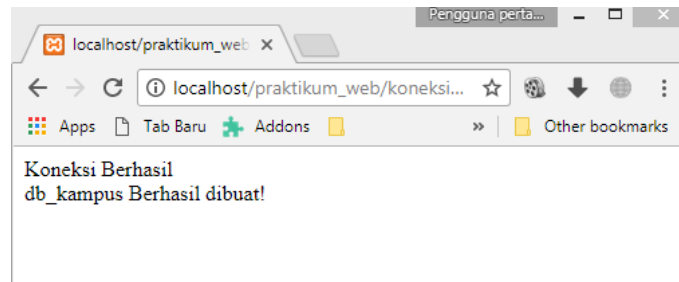 Pengguna perta...
localhost/praktikum_web
localhost/praktikum_web/koneksi...
Apps Tab Baru Addons » Other bookmarks
Koneksi Berhasil
db_kampus Berhasil dibuat!